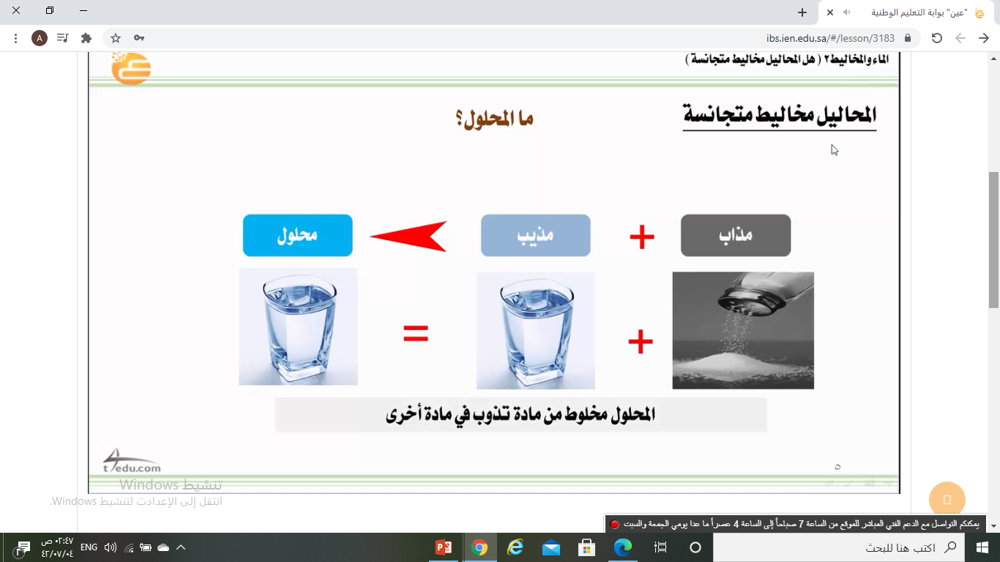 "عين" بوابة التعليم الوطنية
ibs.ien.edu.sa/#/lesson/3183
A
الماء والمخاليط٢ ( هل المحاليل مخاليط متجانسة )
المحاليل مخاليط متجانسة
ما المحلول؟
مذاب + مذيب محلول
+ =
المحلول مخلوط من مادة تذوب في مادة أخرى
t4edu.com
٥
تنشيط Windows
انتقل إلى الإعدادت لتنشيط Windows.
يمكنكم التواصل مع الدعم الفني المباشر للموقع من الساعة 7 صباحاً إلى الساعة 4 عصراً ما عدا يومي الجمعة والسبت
اكتب هنا للبحث
ENG
٠٢:٤٧ ص
٤٢/٠٧/٠٤